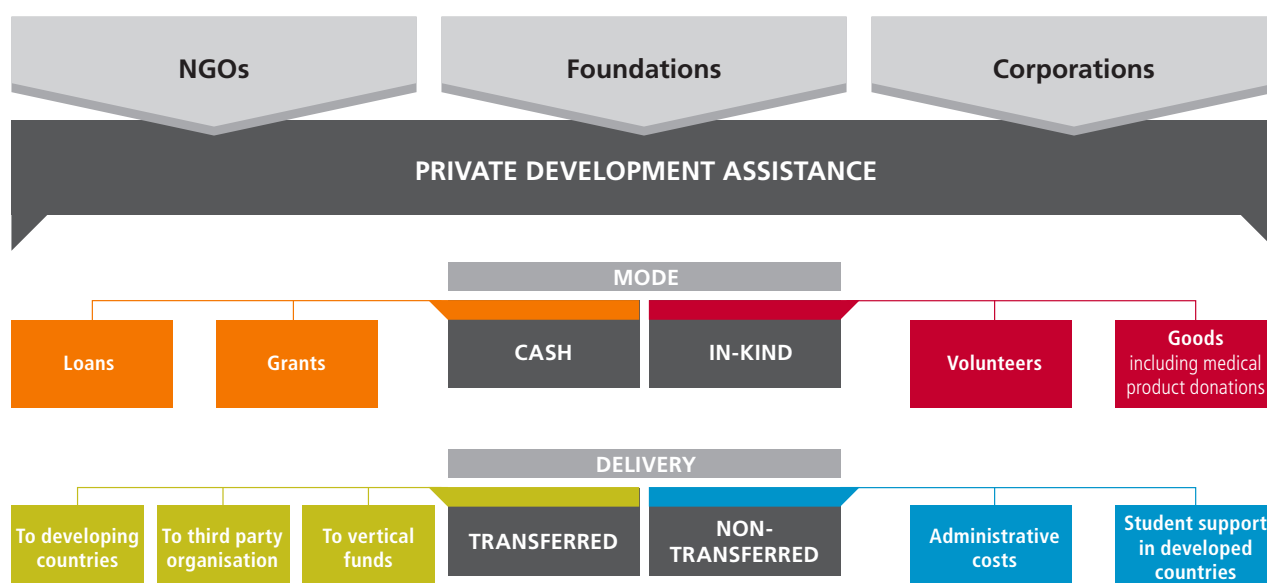 NGOs
Foundations
Corporations
PRIVATE DEVELOPMENT ASSISTANCE
MODE
Loans
Grants
CASH
IN-KIND
Volunteers
Goods
including medical
product donations
DELIVERY
To developing
countries
To third party
organisation
To vertical
funds
TRANSFERRED
NON-
TRANSFERRED
Administrative
costs
Student support
in developed
countries